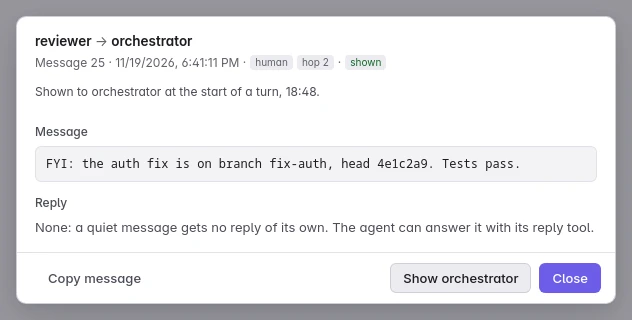 reviewer → orchestrator
Message 25 · 11/19/2026, 6:41:11 PM · human hop 2 · shown
Shown to orchestrator at the start of a turn, 18:48.
Message
FYI: the auth fix is on branch fix-auth, head 4e1c2a9. Tests pass.
Reply
None: a quiet message gets no reply of its own. The agent can answer it with its reply tool.
Copy message Show orchestrator Close